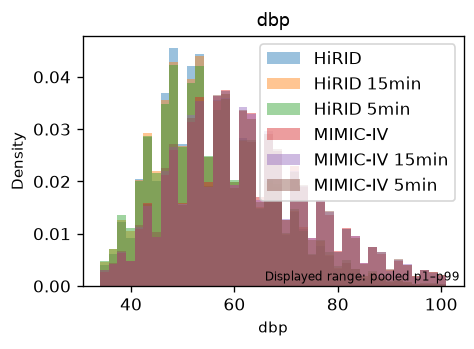 dbp
HiRID
HiRID 15min
HiRID 5min
MIMIC-IV
MIMIC-IV 15min
MIMIC-IV 5min
Density
0.04
0.03
0.02
0.01
0.00
Displayed range: pooled p1–p99
40
60
80
100
dbp